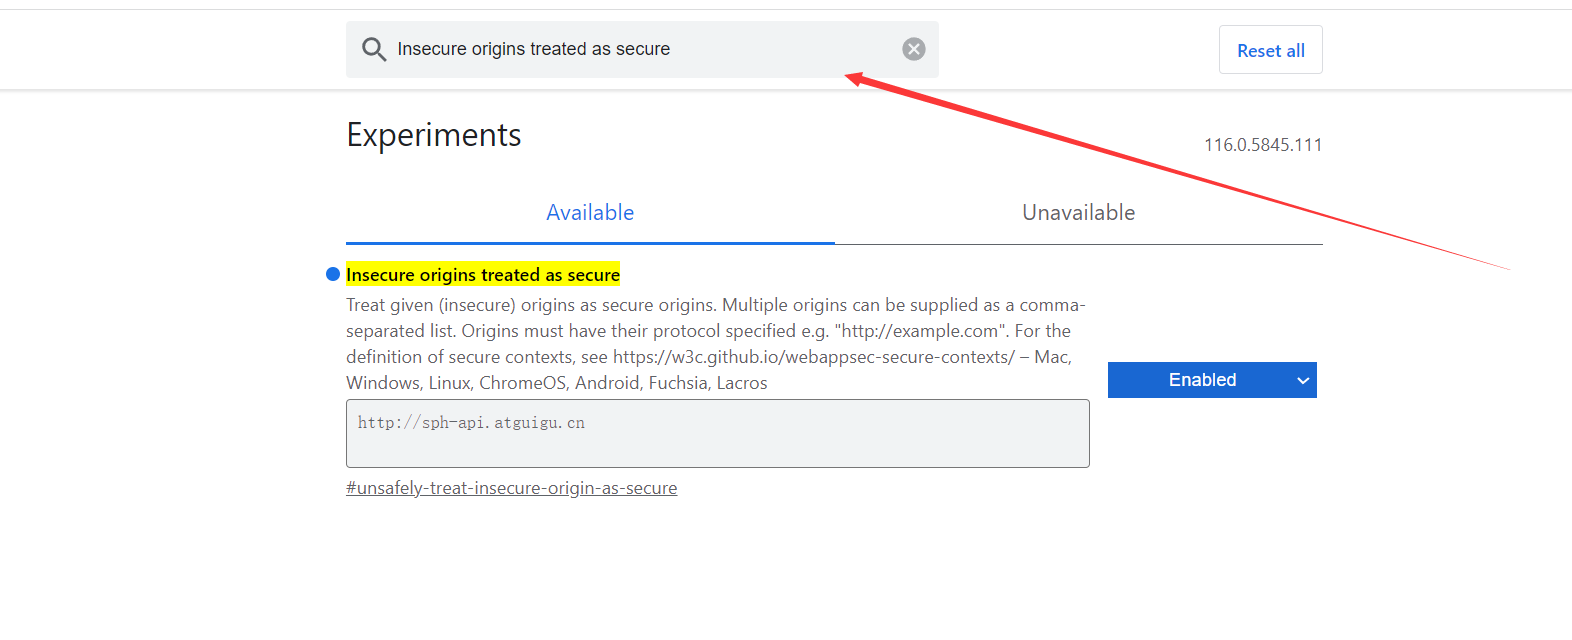 Insecure origins treated as secure
Reset all
Experiments
116.0.5845.111
Available
Unavailable
Insecure origins treated as secure
Treat given (insecure) origins as secure origins. Multiple origins can be supplied as a comma-
separated list. Origins must have their protocol specified e.g. "http://example.com". For the
definition of secure contexts, see https://w3c.github.io/webappsec-secure-contexts/ – Mac,
Windows, Linux, ChromeOS, Android, Fuchsia, Lacros
Enabled
http://sph-api.atguigu.cn
#unsafely-treat-insecure-origin-as-secure